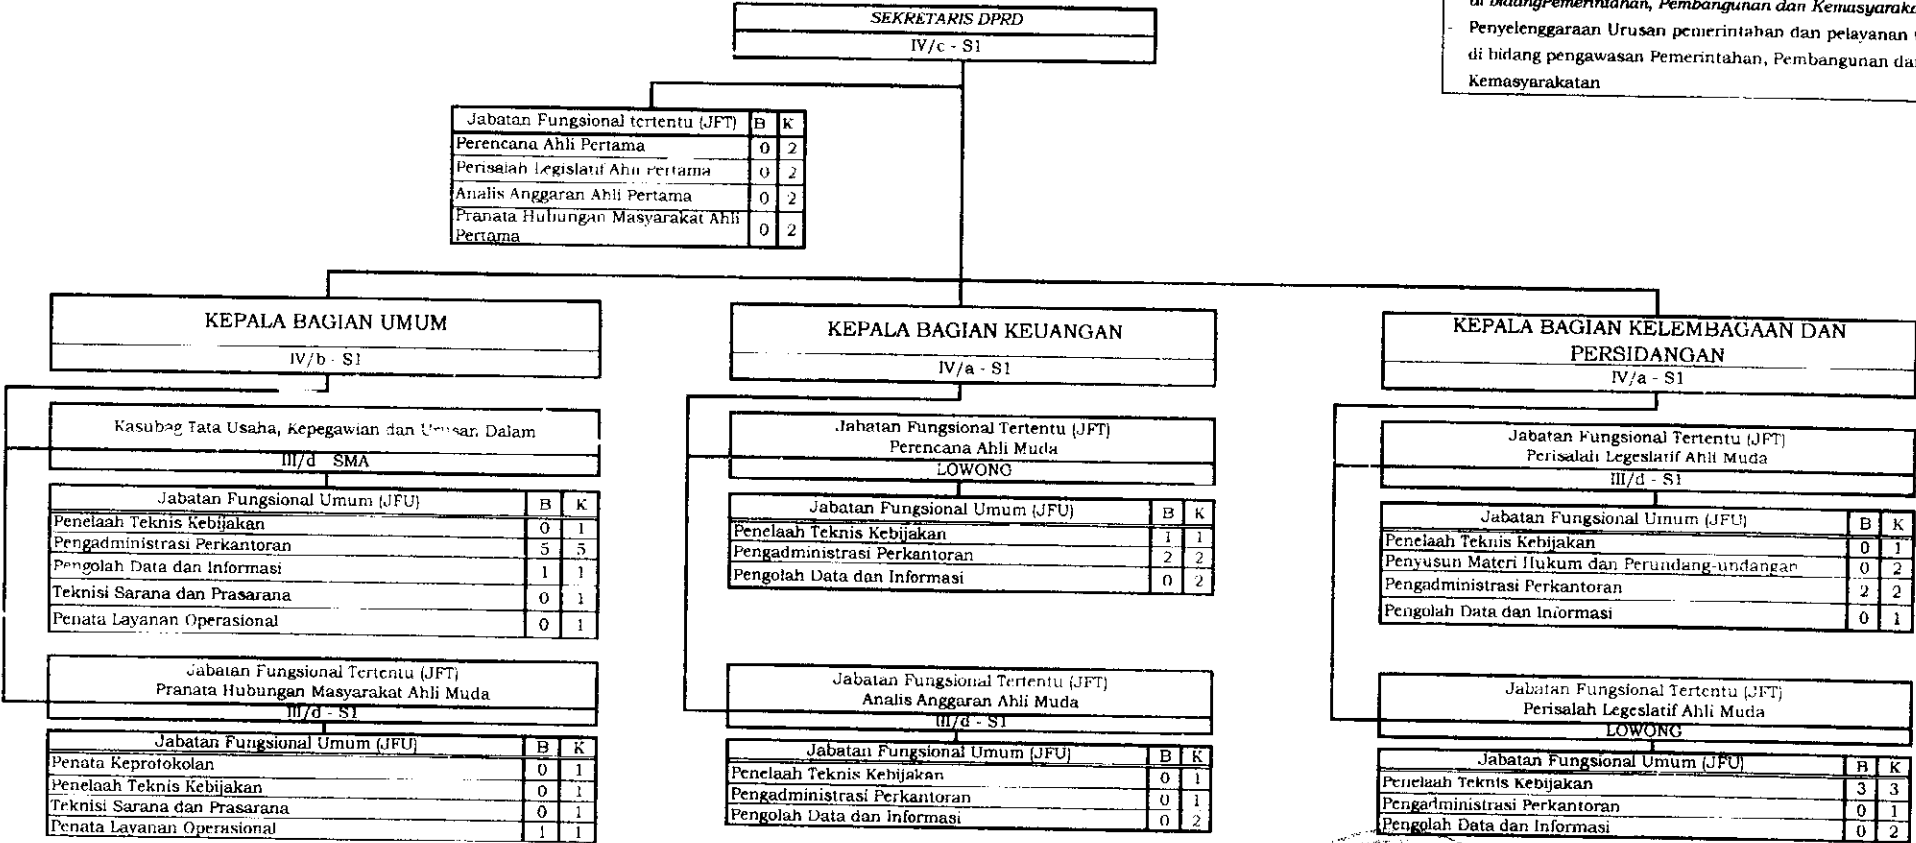 SEKRETARIS DPRD
IV/c - S1
di bidangPemerintahan, Pembangunan dan
- Penyelenggaraan Urusan pemerintahan dan pelayanan
di bidang pengawasan Pemerintahan, Pembangunan
Kemasyarakatan
Jabatan Fungsional tertentu (JFT) B K
Perencana Ahli Pertama 0 2
Perisalah Legislatif Ahli Pertama 0 2
Analis Anggaran Ahli Pertama 0 2
Pranata Hubungan Masyarakat Ahli
Pertama 0 2
KEPALA BAGIAN UMUM
IV/b - S1
Kasubag Tata Usaha, Kepegawian dan Urusan Dalam
III/d SMA
Jabatan Fungsional Umum (JFU) B K
Penelaah Teknis Kebijakan 0 1
Pengadministrasi Perkantoran 5 5
Pengolah Data dan Informasi 1 1
Teknisi Sarana dan Prasarana 0 1
Penata Layanan Operasional 0 1
Jabatan Fungsional Tertentu (JFT)
Pranata Hubungan Masyarakat Ahli Muda
III/d - S1
Jabatan Fungsional Umum (JFU) B K
Penata Keprotokolan 0 1
Penelaah Teknis Kebijakan 0 1
Teknisi Sarana dan Prasarana 0 1
Penata Layanan Operasional 1 1
KEPALA BAGIAN KEUANGAN
IV/a - S1
Jabatan Fungsional Tertentu (JFT)
Perencana Ahli Muda
LOWONG
Jabatan Fungsional Umum (JFU) B K
Penelaah Teknis Kebijakan 1 1
Pengadministrasi Perkantoran 2 2
Pengolah Data dan Informasi 0 2
Jabatan Fungsional Tertentu (JFT)
Analis Anggaran Ahli Muda
III/d - S1
Jabatan Fungsional Umum (JFU) B K
Penelaah Teknis Kebijakan 0 1
Pengadministrasi Perkantoran 0 1
Pengolah Data dan Informasi 0 2
KEPALA BAGIAN KELEMBAGAAN DAN
PERSIDANGAN
IV/a - S1
Jabatan Fungsional Tertentu (JFT)
Perisalah Legeslatif Ahli Muda
III/d - S1
Jabatan Fungsional Umum (JFU) B K
Penelaah Teknis Kebijakan 0 1
Penyusun Materi Hukum dan Perundang-undangan 0 2
Pengadministrasi Perkantoran 2 2
Pengolah Data dan Informasi 0 1
Jabatan Fungsional Tertentu (JFT)
Perisalah Legeslatif Ahli Muda
LOWONG
Jabatan Fungsional Umum (JFU) B K
Penelaah Teknis Kebijakan 3 3
Pengadministrasi Perkantoran 0 1
Pengolah Data dan Informasi 0 2